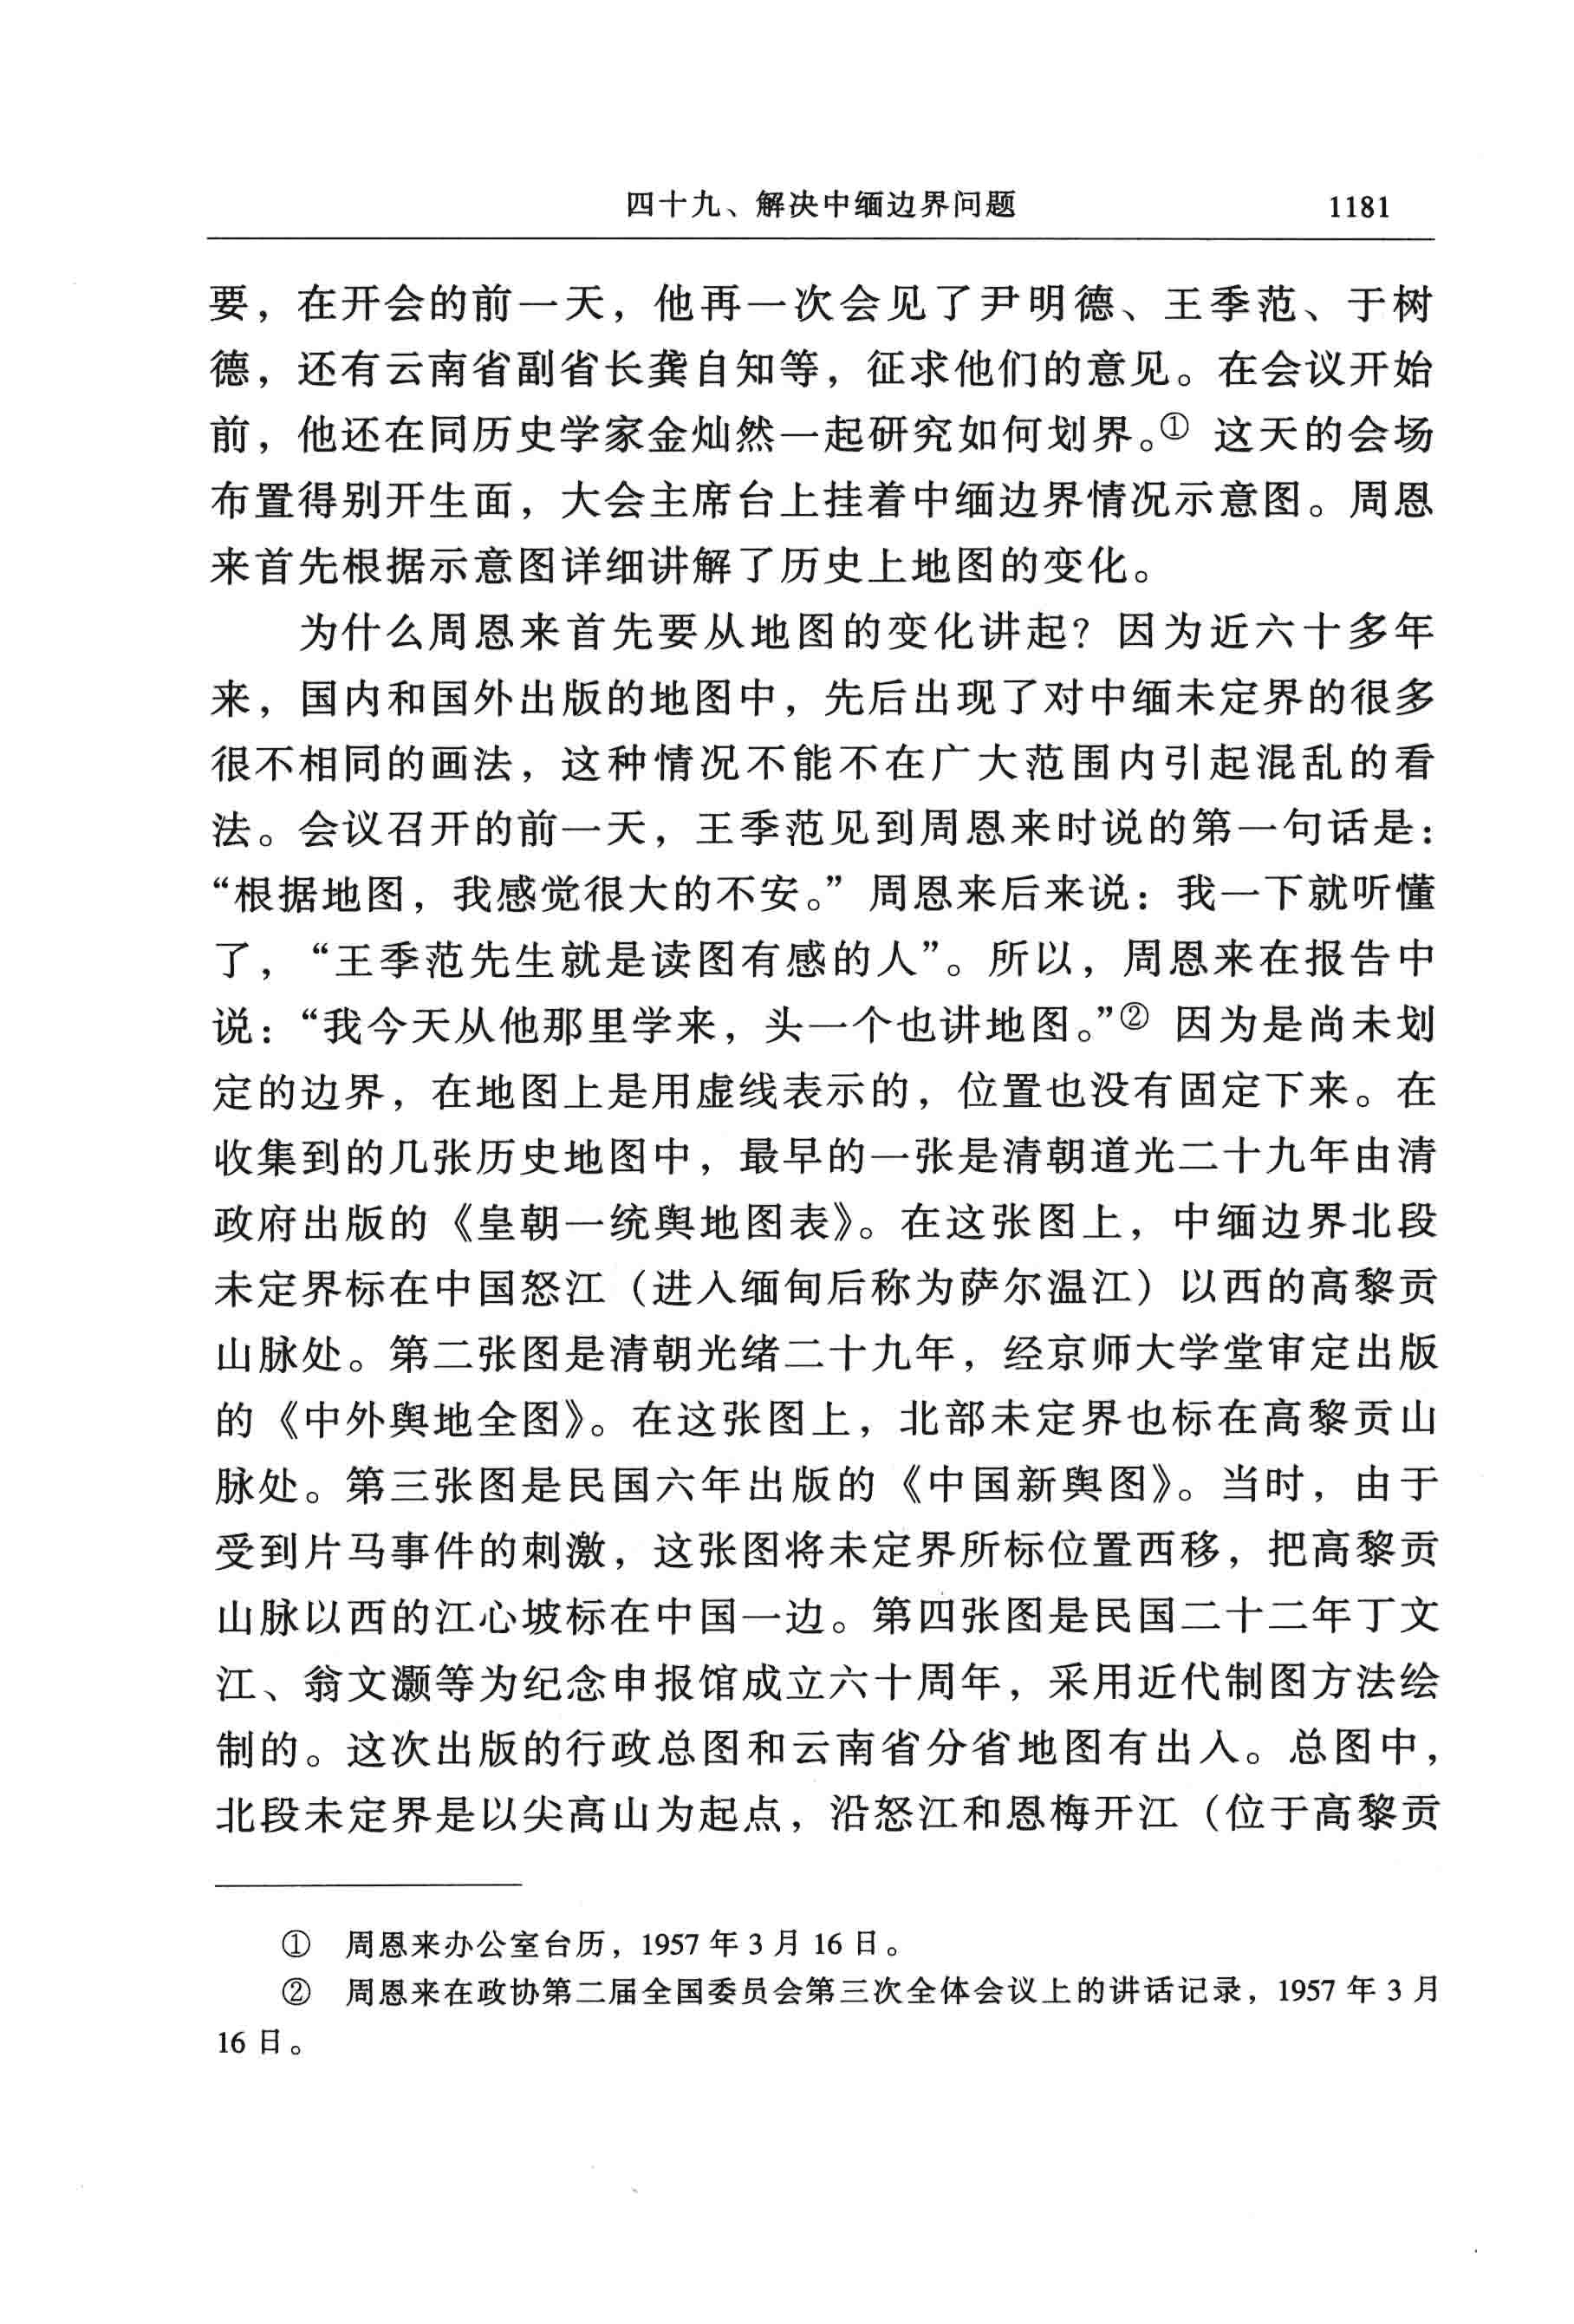 四十九、解决中缅边界问题 1181
要，在开会的前一天，他再一次会见了尹明德、王季范、于树
德，还有云南省副省长龚自知等，征求他们的意见。在会议开始
前，他还在同历史学家金灿然一起研究如何划界。① 这天的会场
布置得别开生面，大会主席台上挂着中缅边界情况示意图。周恩
来首先根据示意图详细讲解了历史上地图的变化。
为什么周恩来首先要从地图的变化讲起？因为近六十多年
来，国内和国外出版的地图中，先后出现了对中缅未定界的很多
很不相同的画法，这种情况不能不在广大范围内引起混乱的看
法。会议召开的前一天，王季范见到周恩来时说的第一句话是：
“根据地图，我感觉很大的不安。”周恩来后来说：我一下就听懂
了，“王季范先生就是读图有感的人”。所以，周恩来在报告中
说：“我今天从他那里学来，头一个也讲地图。”② 因为是尚未划
定的边界，在地图上是用虚线表示的，位置也没有固定下来。在
收集到的几张历史地图中，最早的一张是清朝道光二十九年由清
政府出版的《皇朝一统舆地图表》。在这张图上，中缅边界北段
未定界标在中国怒江（进入缅甸后称为萨尔温江）以西的高黎贡
山脉处。第二张图是清朝光绪二十九年，经京师大学堂审定出版
的《中外舆地全图》。在这张图上，北部未定界也标在高黎贡山
脉处。第三张图是民国六年出版的《中国新舆图》。当时，由于
受到片马事件的刺激，这张图将未定界所标位置西移，把高黎贡
山脉以西的江心坡标在中国一边。第四张图是民国二十二年丁文
江、翁文灏等为纪念申报馆成立六十周年，采用近代制图方法绘
制的。这次出版的行政总图和云南省分省地图有出入。总图中，
北段未定界是以尖高山为起点，沿怒江和恩梅开江（位于高黎贡
① 周恩来办公室台历，1957 年 3 月 16 日。
② 周恩来在政协第二届全国委员会第三次全体会议上的讲话记录，1957 年 3 月
16 日。